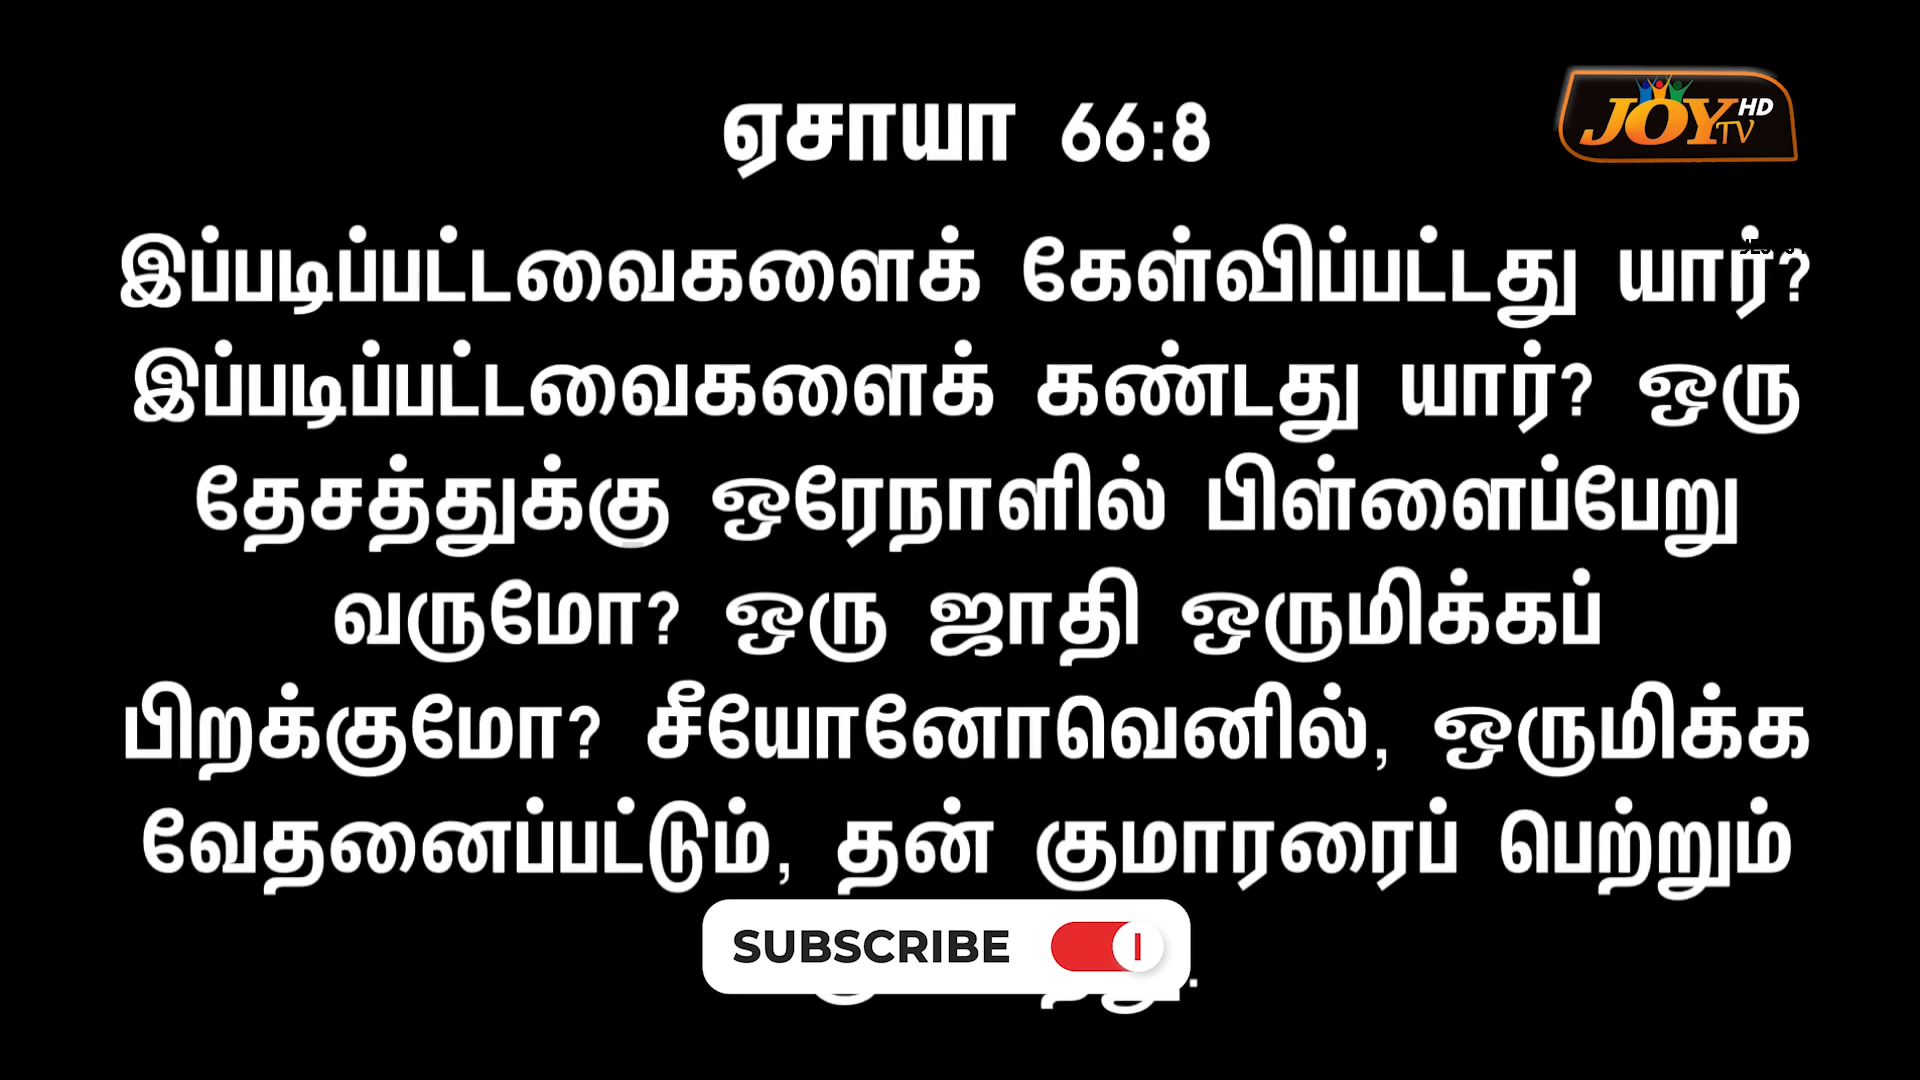 ஏசாயா 66:8
JOY TV HD
இப்படிப்பட்டவைகளைக் கேள்விப்பட்டது யார்?
இப்படிப்பட்டவைகளைக் கண்டது யார்? ஒரு
தேசத்துக்கு ஒரேநாளில் பிள்ளைப்பேறு
வருமோ? ஒரு ஜாதி ஒருமிக்கப்
பிறக்குமோ? சீயோனோவெனில், ஒருமிக்க
வேதனைப்பட்டும், தன் குமாரரைப் பெற்றும்
SUBSCRIBE